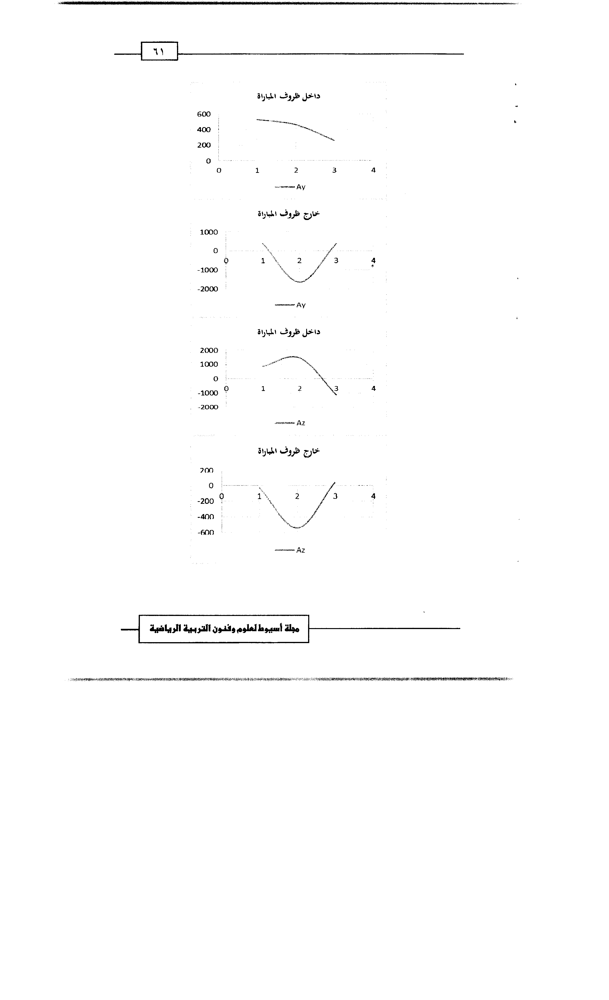 ٦١
داخل ظروف المباراة
600
400
200
0
0 1 2 3 4
Ay
خارج ظروف المباراة
1000
0
0 1 2 3 4
-1000
-2000
Ay
داخل ظروف المباراة
2000
1000
0
0 1 2 3 4
-1000
-2000
Az
خارج ظروف المباراة
200
0
0 1 2 3 4
-200
-400
-600
Az
مجلة أسيوط لعلوم وفنون التربية الرياضية